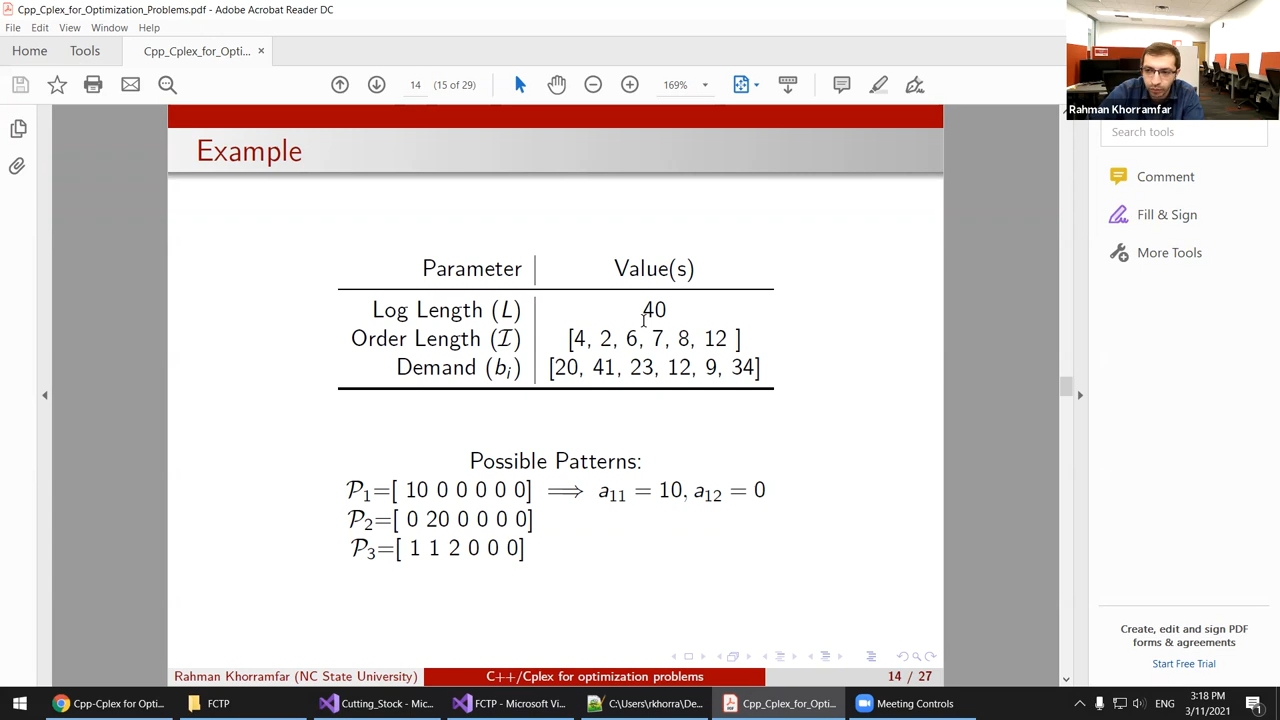 Cpp_Cplex_for_Optimization_Problems.pdf - Adobe Acrobat Reader DC
File Edit View Window Help
Home Tools Cpp_Cplex_for_Opti... ×
14 (15 of 29) 169%
Rahman Khorramfar
Search tools
Comment
Fill & Sign
More Tools
Example
Parameter Value(s)
Log Length (L) 40
Order Length (ℐ) [4, 2, 6, 7, 8, 12 ]
Demand (bᵢ) [20, 41, 23, 12, 9, 34]
Possible Patterns:
𝒫₁=[ 10 0 0 0 0 0] ⟹ a₁₁ = 10, a₁₂ = 0
𝒫₂=[ 0 20 0 0 0 0]
𝒫₃=[ 1 1 2 0 0 0]
Create, edit and sign PDF
forms & agreements
Start Free Trial
Rahman Khorramfar (NC State University) C++/Cplex for optimization problems 14 / 27
Cpp-Cplex for Opti... FCTP Cutting_Stock - Mic... FCTP - Microsoft Vi... C:\Users\rkhorra\De... Cpp_Cplex_for_Opti... Meeting Controls
ENG
3:18 PM
3/11/2021
1